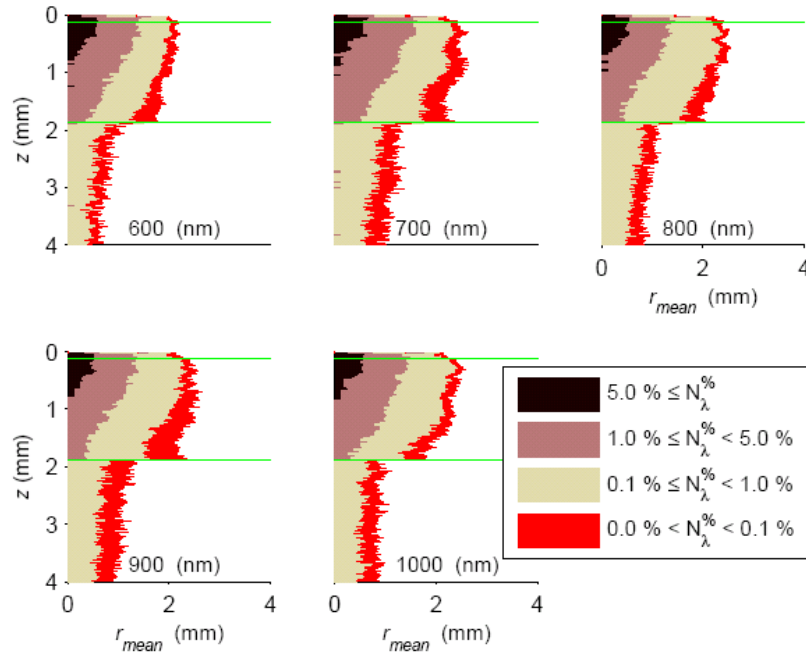 0
1
2
3
4
z (mm)
600 (nm)
700 (nm)
800 (nm)
0 2 4
r_mean (mm)
0
1
2
3
4
z (mm)
900 (nm)
1000 (nm)
0 2 4
r_mean (mm)
0 2 4
r_mean (mm)
5.0 % ≤ N_λ^%
1.0 % ≤ N_λ^% < 5.0 %
0.1 % ≤ N_λ^% < 1.0 %
0.0 % < N_λ^% < 0.1 %